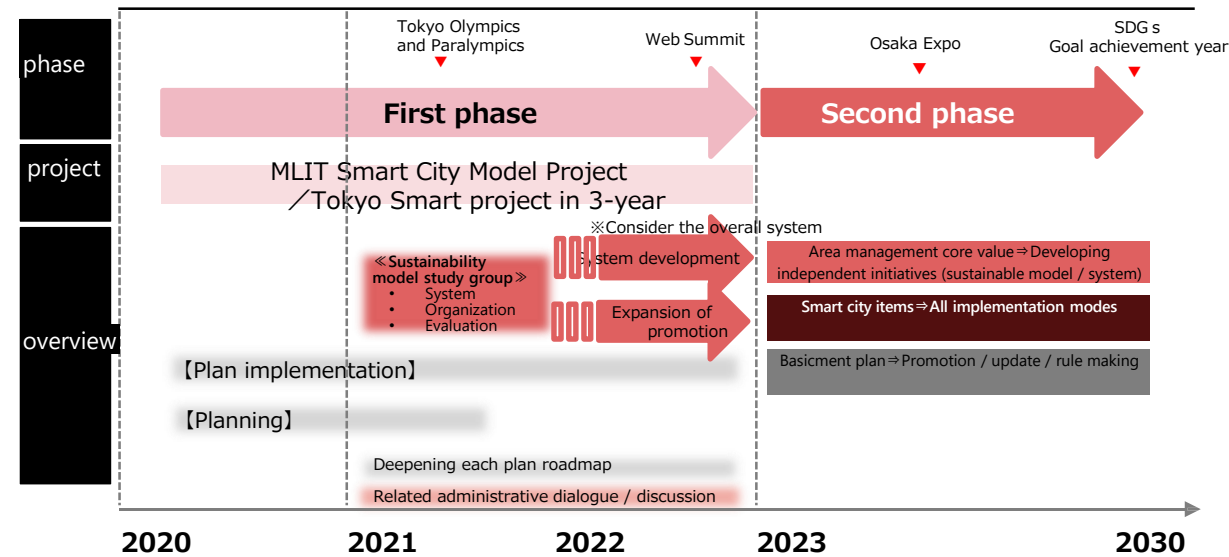 phase
Tokyo Olympics
and Paralympics
Web Summit
Osaka Expo
SDGs
Goal achievement year
First phase
Second phase
project
MLIT Smart City Model Project
／Tokyo Smart project in 3-year
overview
※Consider the overall system
≪Sustainability
model study group≫
• System
• Organization
• Evaluation
System development
Expansion of
promotion
Area management core value⇒Developing
independent initiatives (sustainable model / system)
Smart city items⇒All implementation modes
Basicment plan⇒Promotion / update / rule making
【Plan implementation】
【Planning】
Deepening each plan roadmap
Related administrative dialogue / discussion
2020
2021
2022
2023
2030